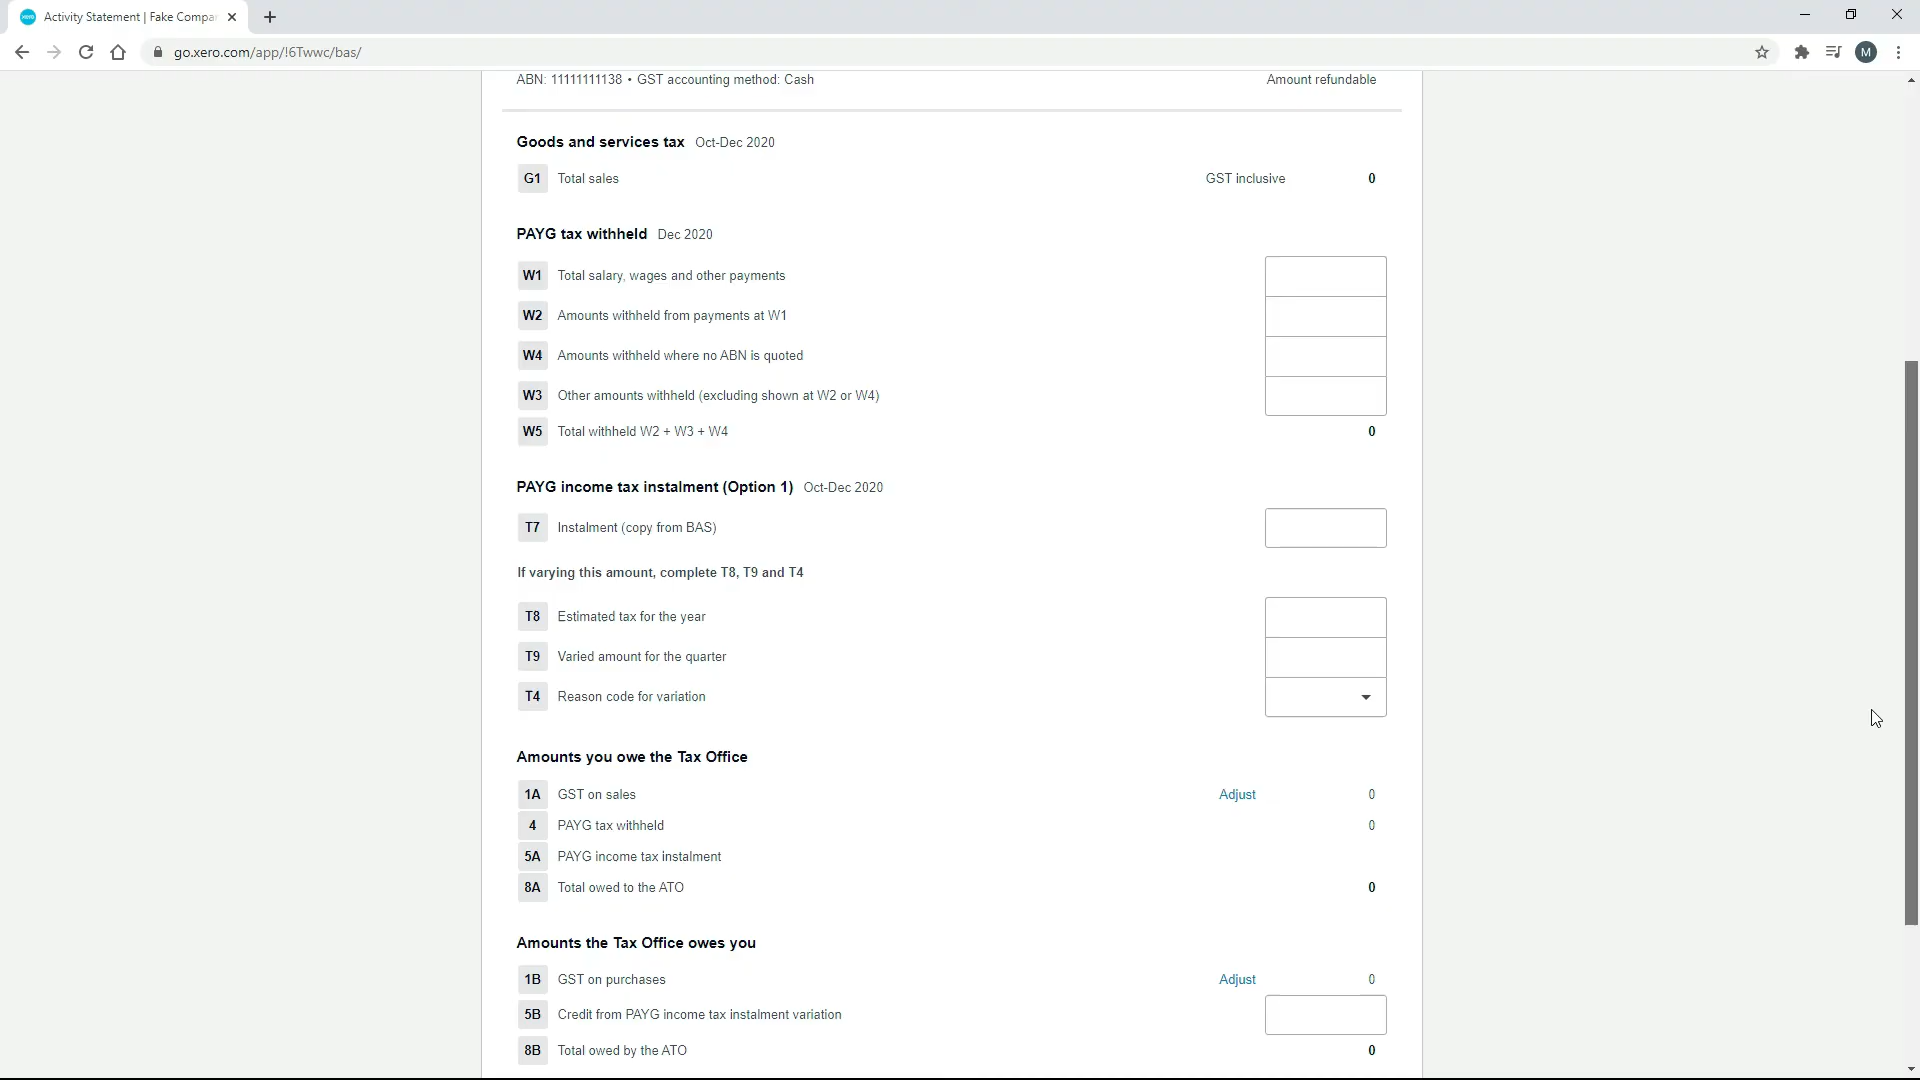 Activity Statement | Fake Compa
go.xero.com/app/!6Twwc/bas/
M
ABN: 11111111138 • GST accounting method: Cash Amount refundable
Goods and services tax Oct-Dec 2020
G1 Total sales GST inclusive 0
PAYG tax withheld Dec 2020
W1 Total salary, wages and other payments
W2 Amounts withheld from payments at W1
W4 Amounts withheld where no ABN is quoted
W3 Other amounts withheld (excluding shown at W2 or W4)
W5 Total withheld W2 + W3 + W4 0
PAYG income tax instalment (Option 1) Oct-Dec 2020
T7 Instalment (copy from BAS)
If varying this amount, complete T8, T9 and T4
T8 Estimated tax for the year
T9 Varied amount for the quarter
T4 Reason code for variation
Amounts you owe the Tax Office
1A GST on sales Adjust 0
4 PAYG tax withheld 0
5A PAYG income tax instalment
8A Total owed to the ATO 0
Amounts the Tax Office owes you
1B GST on purchases Adjust 0
5B Credit from PAYG income tax instalment variation
8B Total owed by the ATO 0